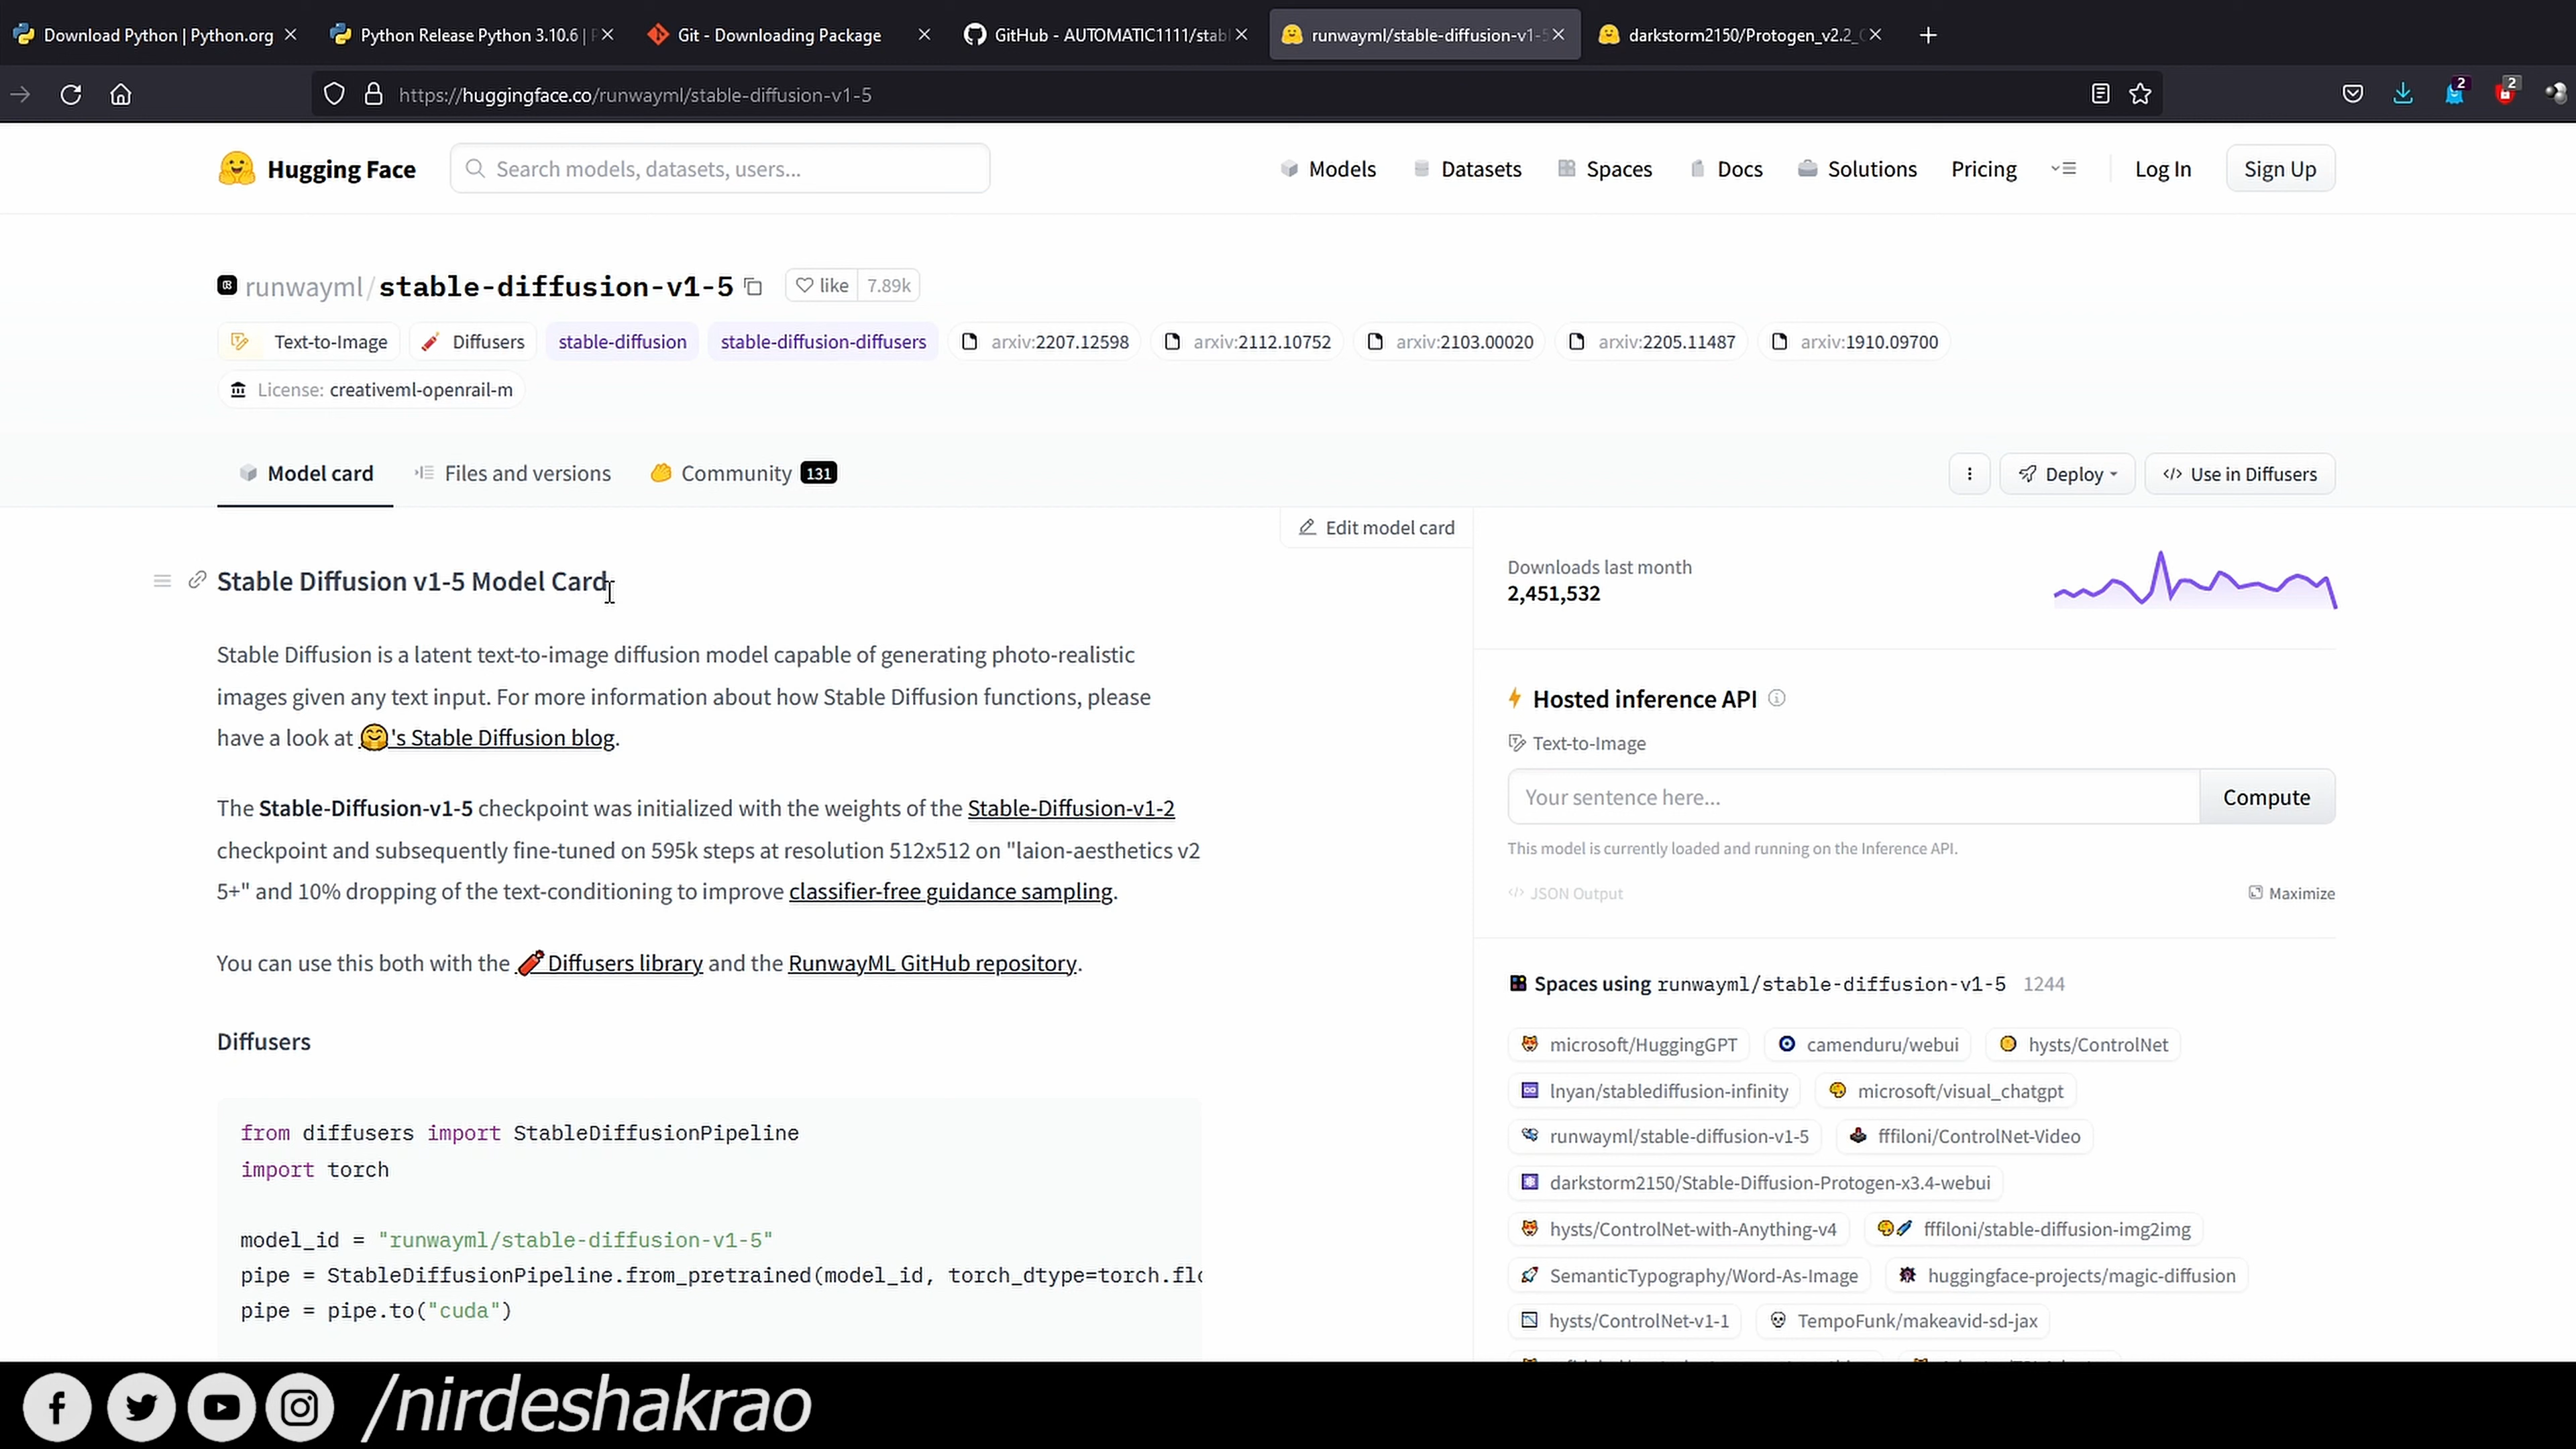 Download Python | Python.org
Python Release Python 3.10.6 | P
Git - Downloading Package
GitHub - AUTOMATIC1111/stabl
runwayml/stable-diffusion-v1-5
darkstorm2150/Protogen_v2.2_
https://huggingface.co/runwayml/stable-diffusion-v1-5
2
2
Hugging Face
Search models, datasets, users...
Models
Datasets
Spaces
Docs
Solutions
Pricing
Log In
Sign Up
runwayml/stable-diffusion-v1-5
like 7.89k
Text-to-Image
Diffusers
stable-diffusion
stable-diffusion-diffusers
arxiv:2207.12598
arxiv:2112.10752
arxiv:2103.00020
arxiv:2205.11487
arxiv:1910.09700
License: creativeml-openrail-m
Model card
Files and versions
Community 131
Deploy
</> Use in Diffusers
Edit model card
Stable Diffusion v1-5 Model Card
Stable Diffusion is a latent text-to-image diffusion model capable of generating photo-realistic
images given any text input. For more information about how Stable Diffusion functions, please
have a look at 🤗's Stable Diffusion blog.
The Stable-Diffusion-v1-5 checkpoint was initialized with the weights of the Stable-Diffusion-v1-2
checkpoint and subsequently fine-tuned on 595k steps at resolution 512x512 on "laion-aesthetics v2
5+" and 10% dropping of the text-conditioning to improve classifier-free guidance sampling.
You can use this both with the 🧨Diffusers library and the RunwayML GitHub repository.
Diffusers
from diffusers import StableDiffusionPipeline
import torch
model_id = "runwayml/stable-diffusion-v1-5"
pipe = StableDiffusionPipeline.from_pretrained(model_id, torch_dtype=torch.flo
pipe = pipe.to("cuda")
Downloads last month
2,451,532
Hosted inference API
Text-to-Image
Your sentence here...
Compute
This model is currently loaded and running on the Inference API.
</> JSON Output
Maximize
Spaces using runwayml/stable-diffusion-v1-5 1244
microsoft/HuggingGPT
camenduru/webui
hysts/ControlNet
lnyan/stablediffusion-infinity
microsoft/visual_chatgpt
runwayml/stable-diffusion-v1-5
fffiloni/ControlNet-Video
darkstorm2150/Stable-Diffusion-Protogen-x3.4-webui
hysts/ControlNet-with-Anything-v4
fffiloni/stable-diffusion-img2img
SemanticTypography/Word-As-Image
huggingface-projects/magic-diffusion
hysts/ControlNet-v1-1
TempoFunk/makeavid-sd-jax
/nirdeshakrao